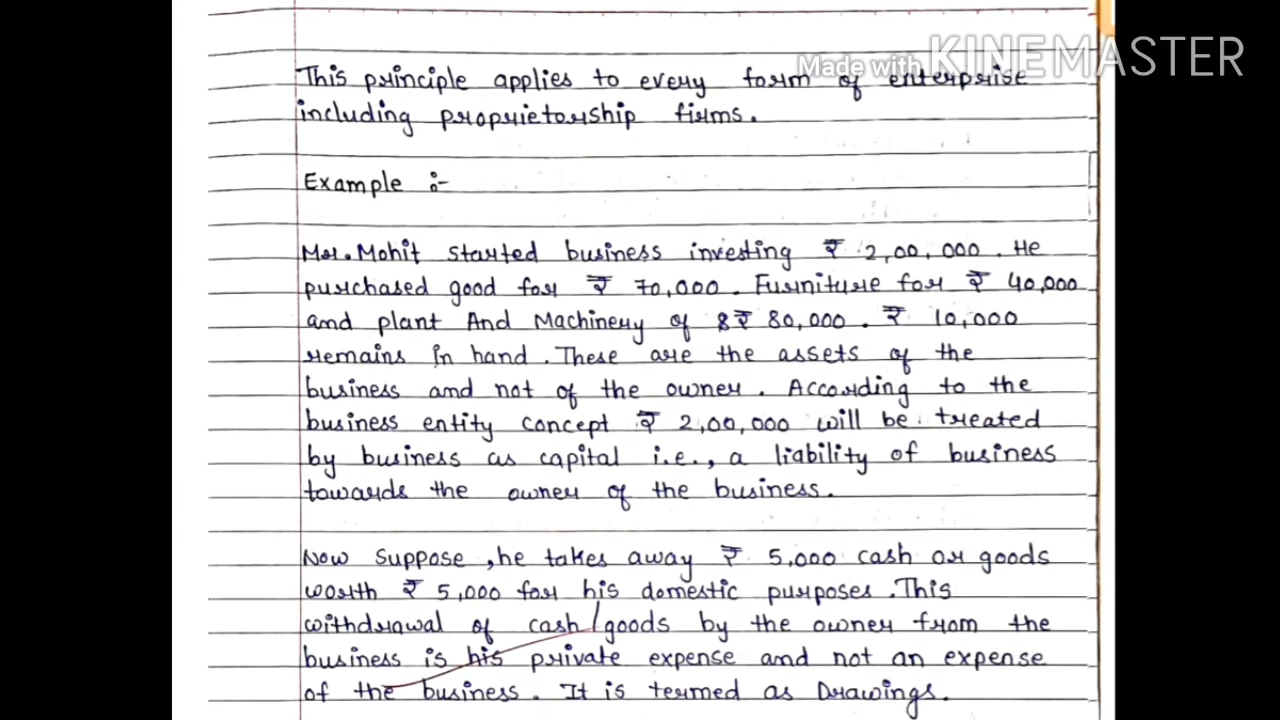 Made with KINEMASTER
This principle applies to every form of enterprise
including proprietorship firms.
Example :-
Mr. Mohit started business investing ₹ 2,00,000. He
purchased good for ₹ 70,000. Furniture for ₹ 40,000
and plant And Machinery of 8₹ 80,000. ₹ 10,000
remains in hand. These are the assets of the
business and not of the owner. According to the
business entity concept ₹ 2,00,000 will be treated
by business as capital i.e., a liability of business
towards the owner of the business.
Now suppose, he takes away ₹ 5,000 cash or goods
worth ₹ 5,000 for his domestic purposes. This
withdrawal of cash/goods by the owner from the
business is his private expense and not an expense
of the business. It is termed as Drawings.